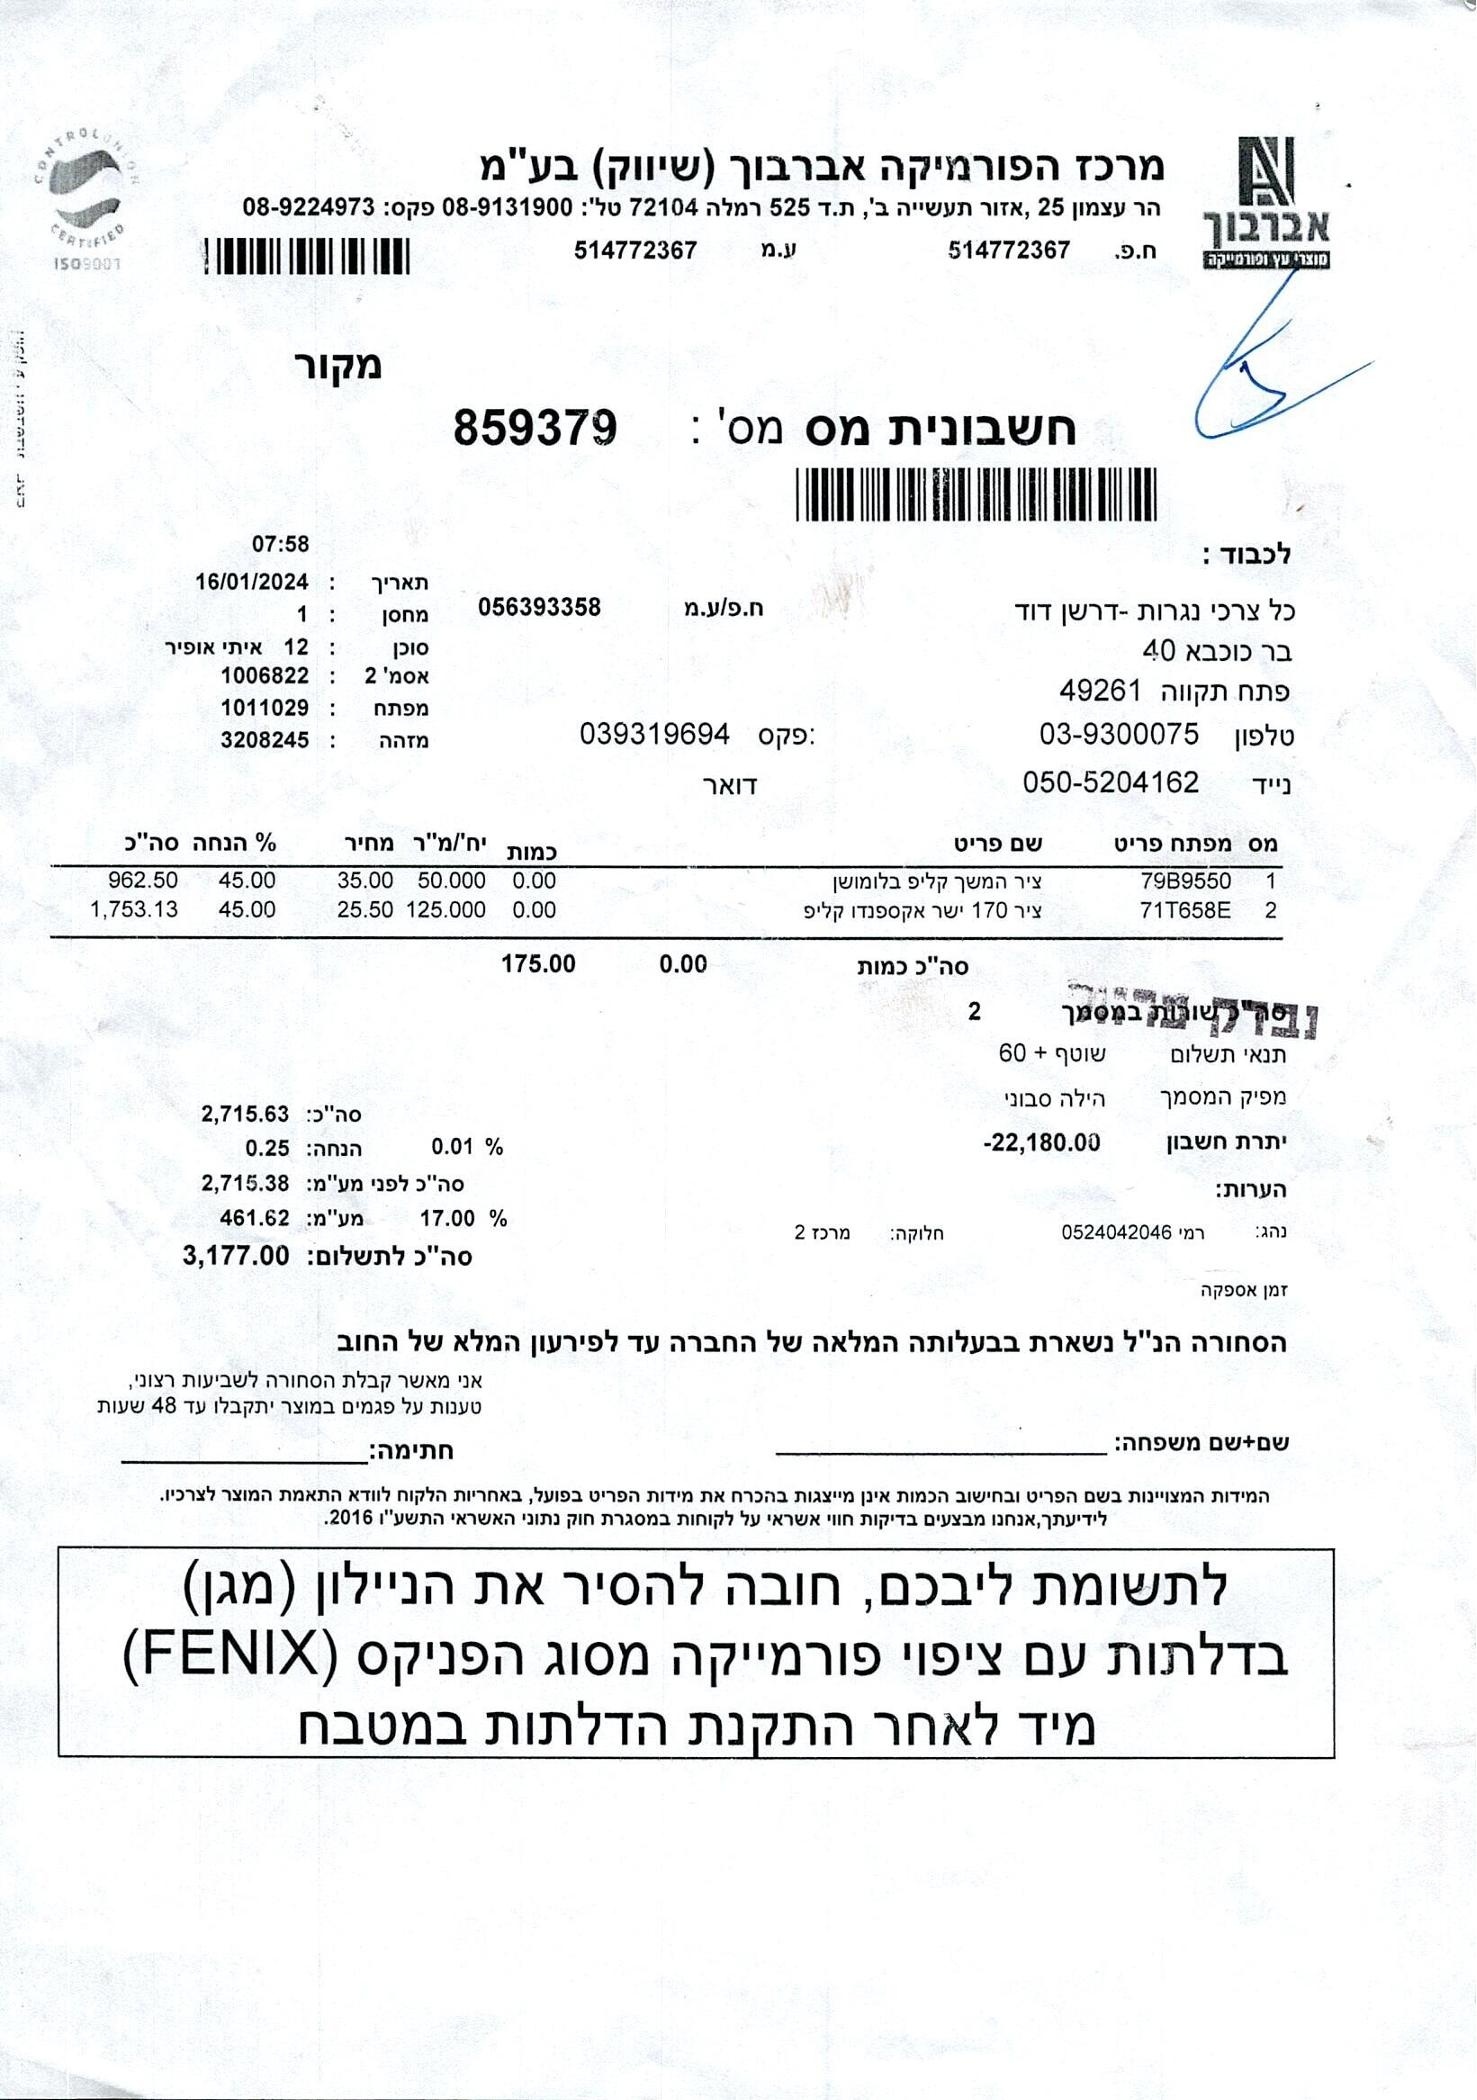 CONTROL UNION
CERTIFIED
ISO9001
אברבוך
מוצרי עץ ופורמייקה
מרכז הפורמיקה אברבוך (שיווק) בע"מ
הר עצמון 25 ,אזור תעשייה ב', ת.ד 525 רמלה 72104 טל': 08-9131900 פקס: 08-9224973
ח.פ. 514772367 ע.מ 514772367
מקור
חשבונית מס מס' : 859379
07:58
לכבוד :
תאריך : 16/01/2024
כל צרכי נגרות -דרשן דוד ח.פ/ע.מ 056393358
מחסן : 1
בר כוכבא 40
סוכן : 12 איתי אופיר
פתח תקווה 49261
אסמ' 2 : 1006822
מפתח : 1011029
טלפון 03-9300075 פקס: 039319694
מזהה : 3208245
נייד 050-5204162 דואר
מס מפתח פריט שם פריט כמות יח'/מ"ר מחיר % הנחה סה"כ
1 79B9550 ציר המשך קליפ בלומושן 0.00 50.000 35.00 45.00 962.50
2 71T658E ציר 170 ישר אקספנדו קליפ 0.00 125.000 25.50 45.00 1,753.13
סה"כ כמות 0.00 175.00
סה"כ שורות במסמך 2
נבדק
תנאי תשלום שוטף + 60
מפיק המסמך הילה סבוני
יתרת חשבון -22,180.00
הערות:
נהג: רמי 0524042046 חלוקה: מרכז 2
זמן אספקה
סה"כ: 2,715.63
% 0.01 הנחה: 0.25
סה"כ לפני מע"מ: 2,715.38
% 17.00 מע"מ: 461.62
סה"כ לתשלום: 3,177.00
הסחורה הנ"ל נשארת בבעלותה המלאה של החברה עד לפירעון המלא של החוב
אני מאשר קבלת הסחורה לשביעות רצוני,
טענות על פגמים במוצר יתקבלו עד 48 שעות
שם+שם משפחה: חתימה:
המידות המצויינות בשם הפריט ובחישוב הכמות אינן מייצגות בהכרח את מידות הפריט בפועל, באחריות הלקוח לוודא התאמת המוצר לצרכיו.
לידיעתך,אנחנו מבצעים בדיקות חווי אשראי על לקוחות במסגרת חוק נתוני האשראי התשע"ו 2016.
לתשומת ליבכם, חובה להסיר את הניילון (מגן)
בדלתות עם ציפוי פורמייקה מסוג הפניקס (FENIX)
מיד לאחר התקנת הדלתות במטבח